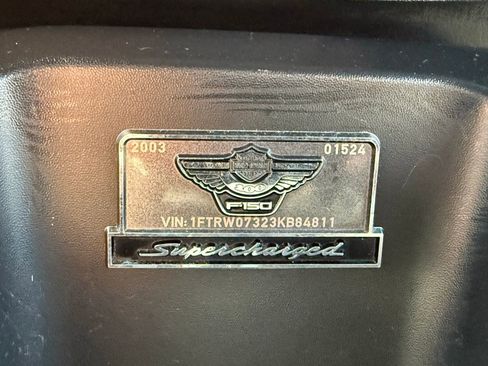 2003 01524
F150
VIN: 1FTRW07323KB84811
Supercharged